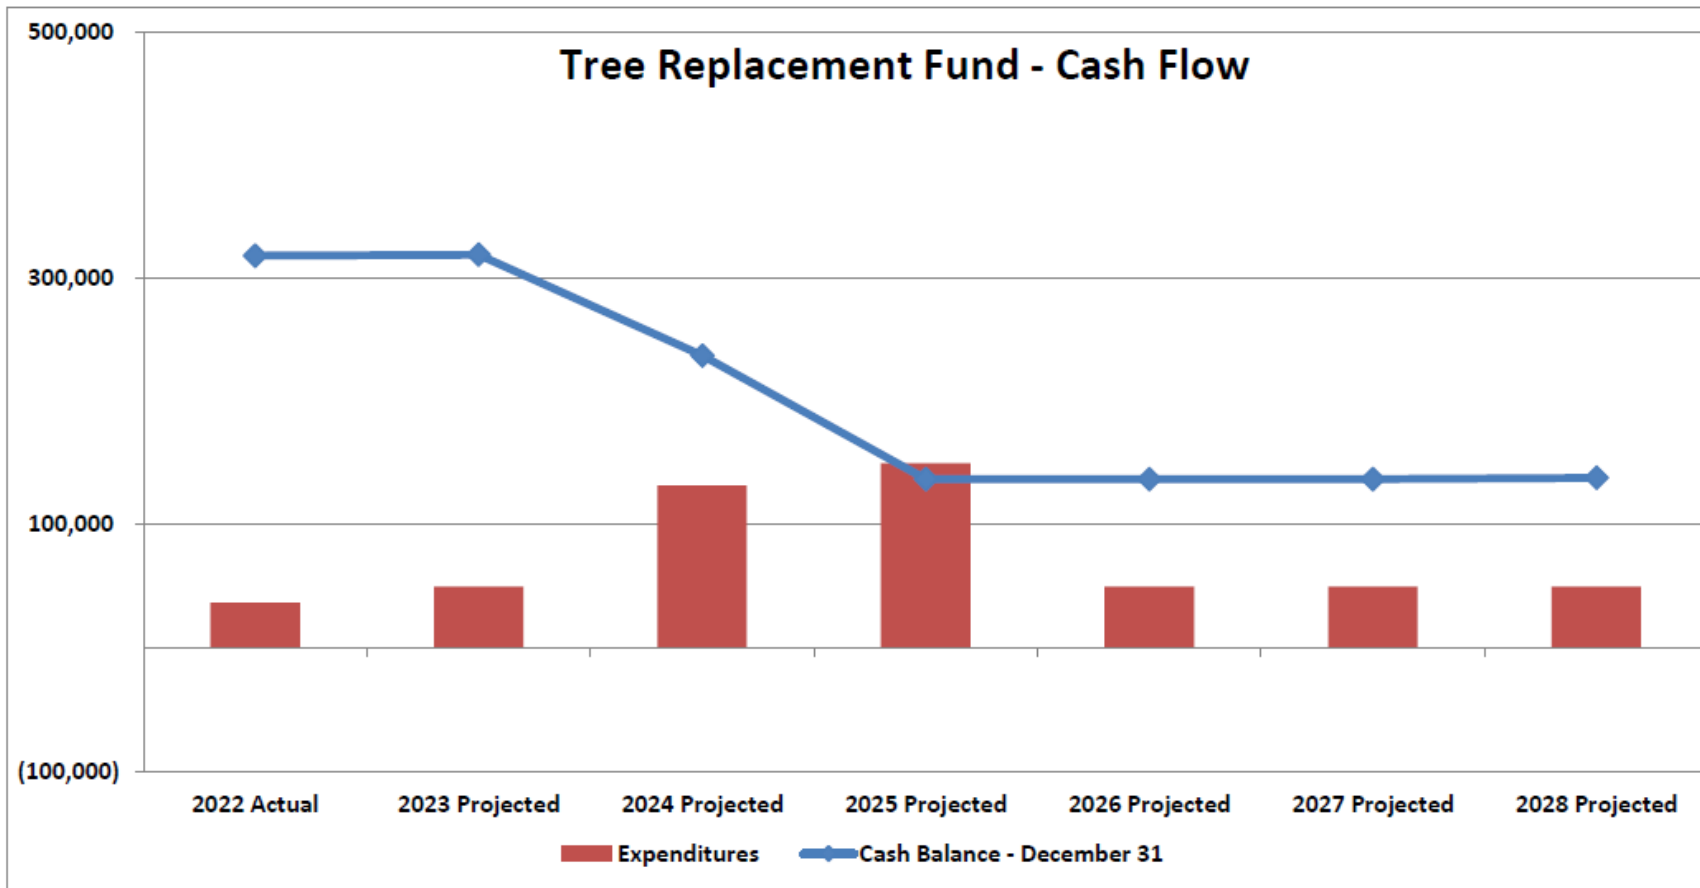 Tree Replacement Fund - Cash Flow
500,000
300,000
100,000
(100,000)
2022 Actual 2023 Projected 2024 Projected 2025 Projected 2026 Projected 2027 Projected 2028 Projected
Expenditures Cash Balance - December 31